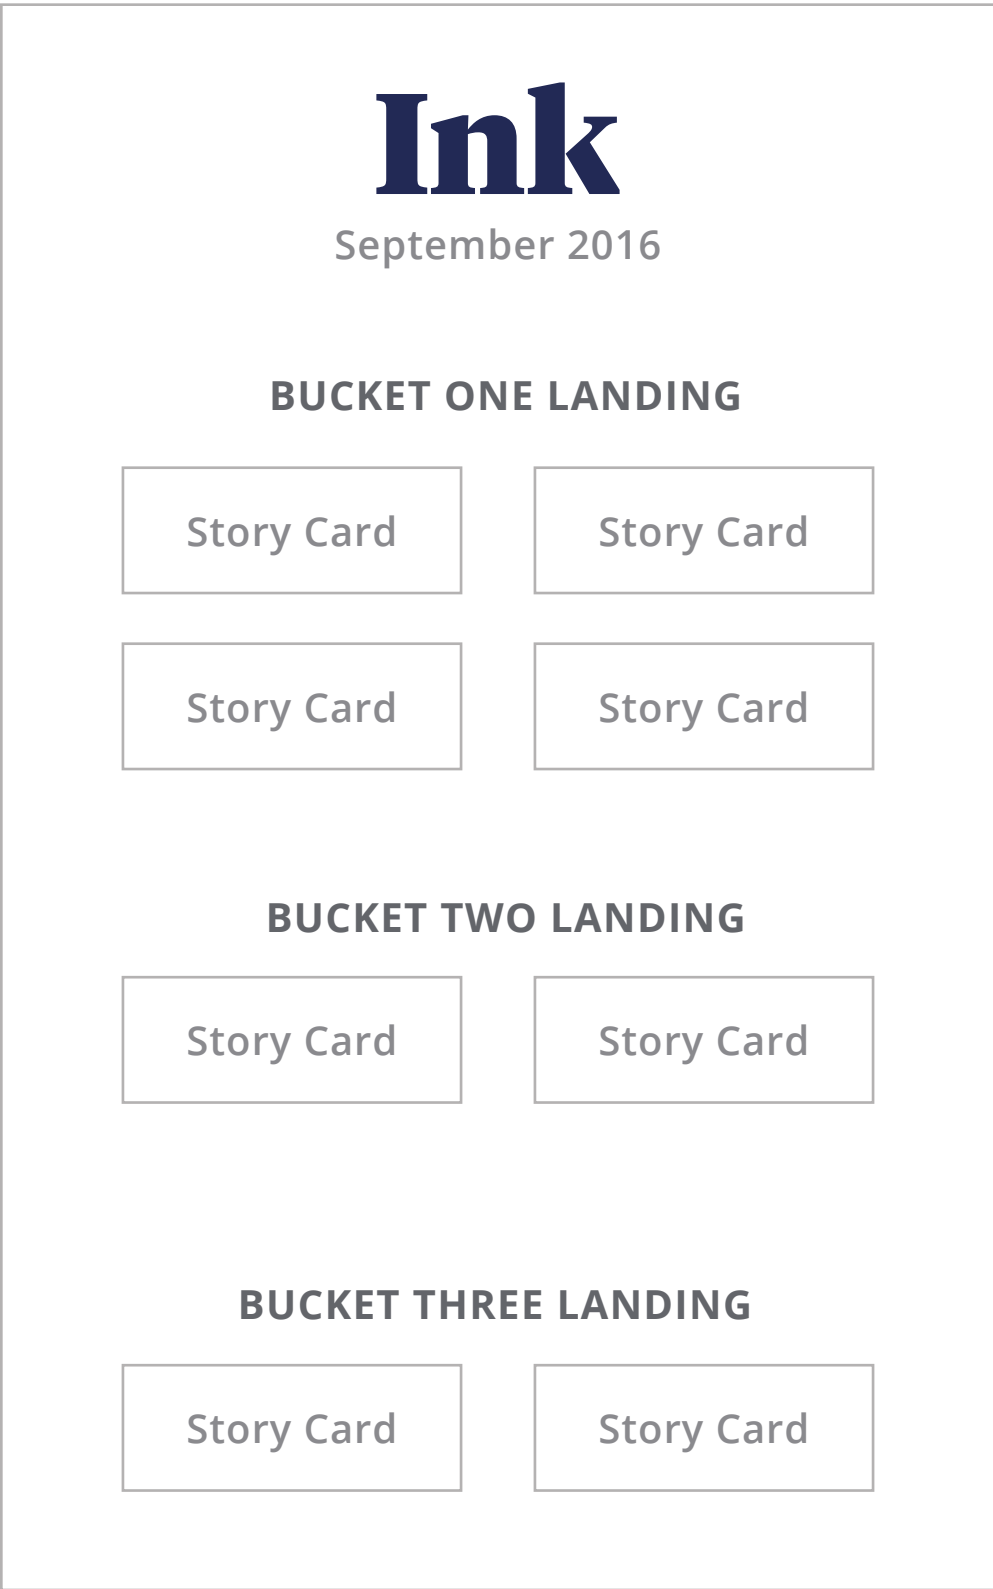 Ink
September 2016
BUCKET ONE LANDING
Story Card Story Card
Story Card Story Card
BUCKET TWO LANDING
Story Card Story Card
BUCKET THREE LANDING
Story Card Story Card